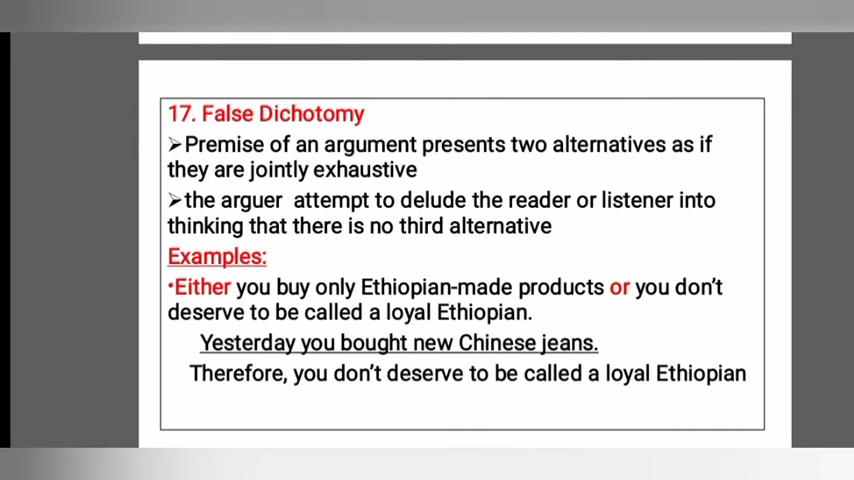 17. False Dichotomy
➢Premise of an argument presents two alternatives as if
they are jointly exhaustive
➢the arguer attempt to delude the reader or listener into
thinking that there is no third alternative
Examples:
•Either you buy only Ethiopian-made products or you don't
deserve to be called a loyal Ethiopian.
Yesterday you bought new Chinese jeans.
Therefore, you don't deserve to be called a loyal Ethiopian